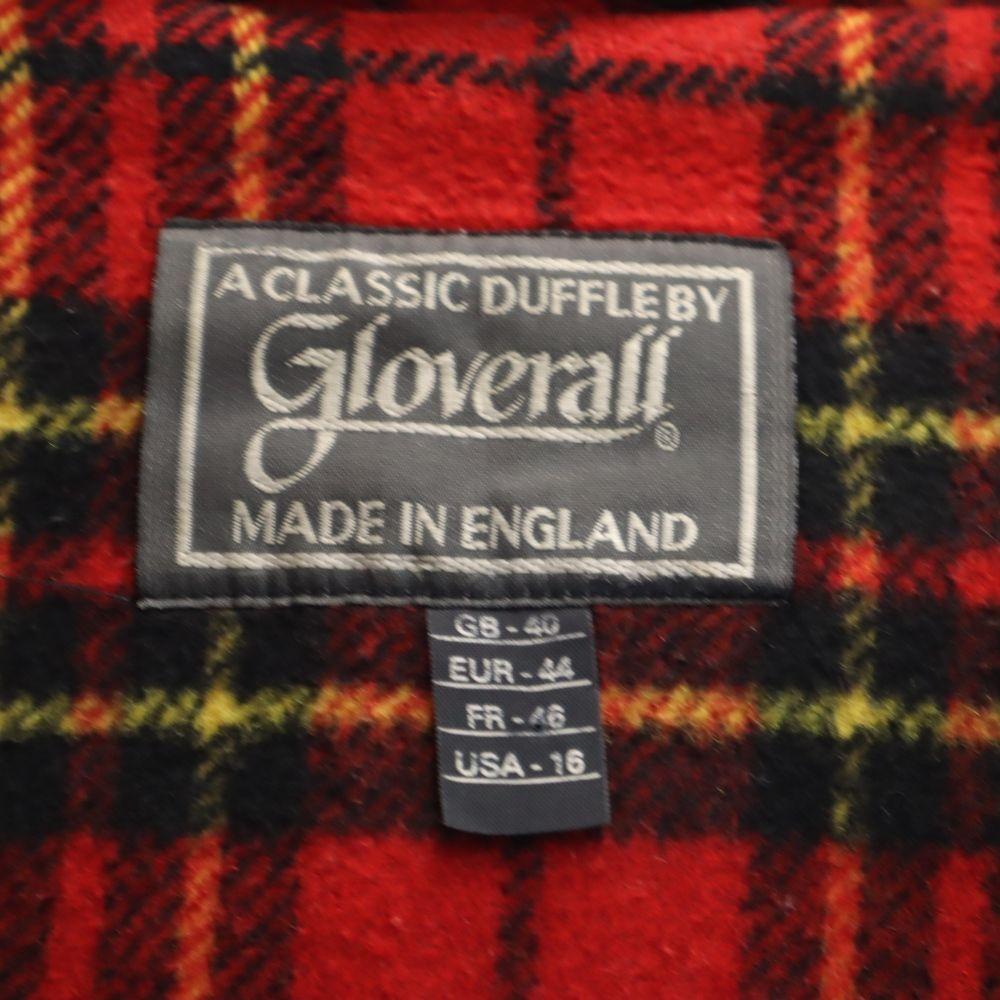 A CLASSIC DUFFLE BY
Gloverall®
MADE IN ENGLAND
GB - 40
EUR - 44
FR - 46
USA - 16